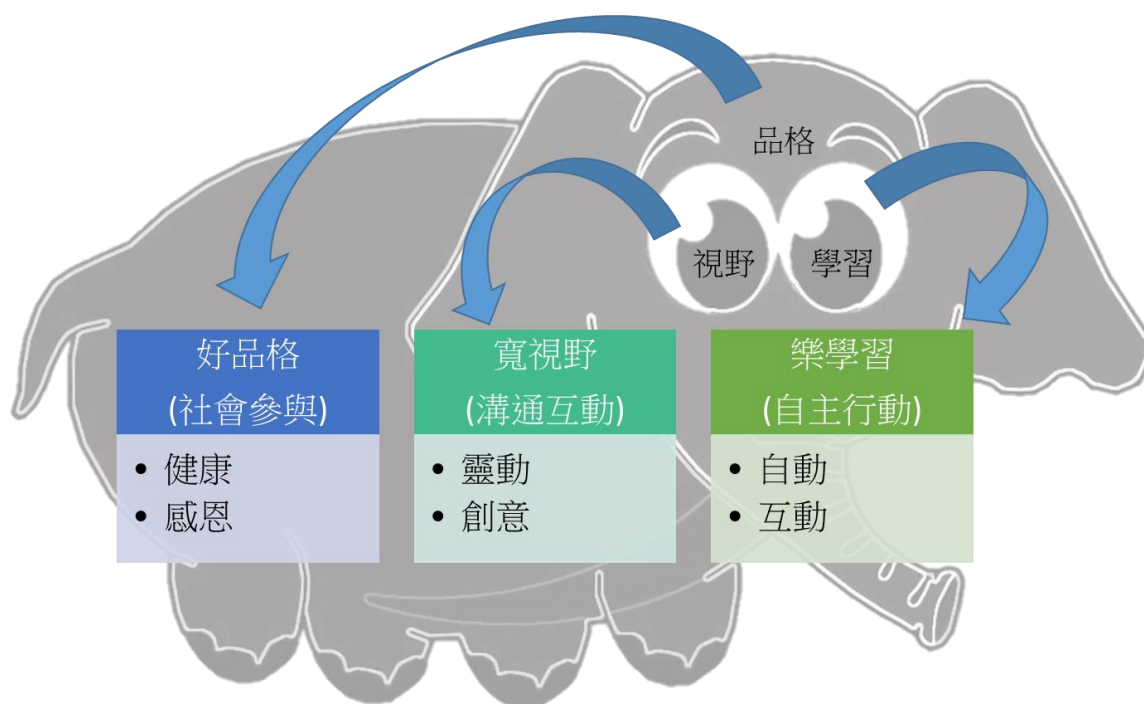 品格
視野
學習
好品格
(社會參與)
• 健康
• 感恩
寬視野
(溝通互動)
• 靈動
• 創意
樂學習
(自主行動)
• 自動
• 互動